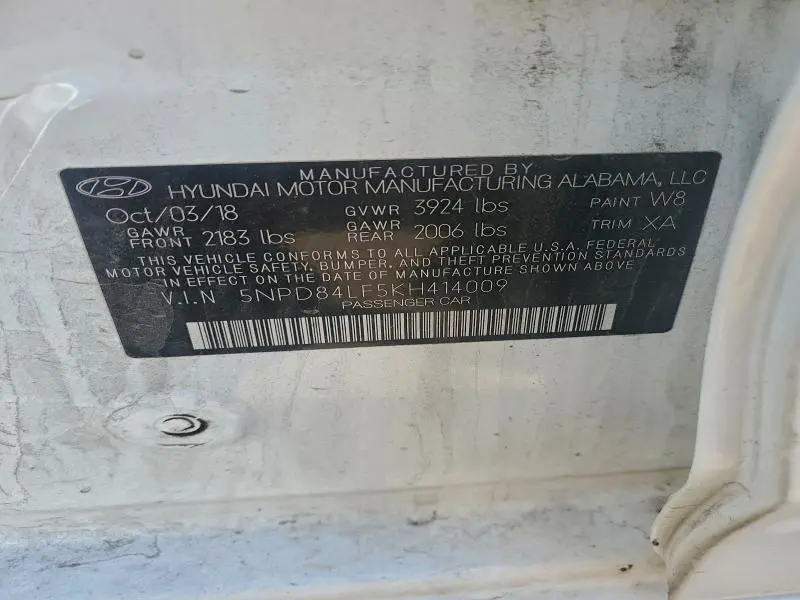 MANUFACTURED BY
HYUNDAI MOTOR MANUFACTURING ALABAMA, LLC
Oct/03/18 GVWR 3924 lbs PAINT W8
GAWR FRONT 2183 lbs GAWR REAR 2006 lbs TRIM XA
THIS VEHICLE CONFORMS TO ALL APPLICABLE U.S.A. FEDERAL
MOTOR VEHICLE SAFETY, BUMPER, AND THEFT PREVENTION STANDARDS
IN EFFECT ON THE DATE OF MANUFACTURE SHOWN ABOVE
V.I.N 5NPD84LF5KH414009
PASSENGER CAR